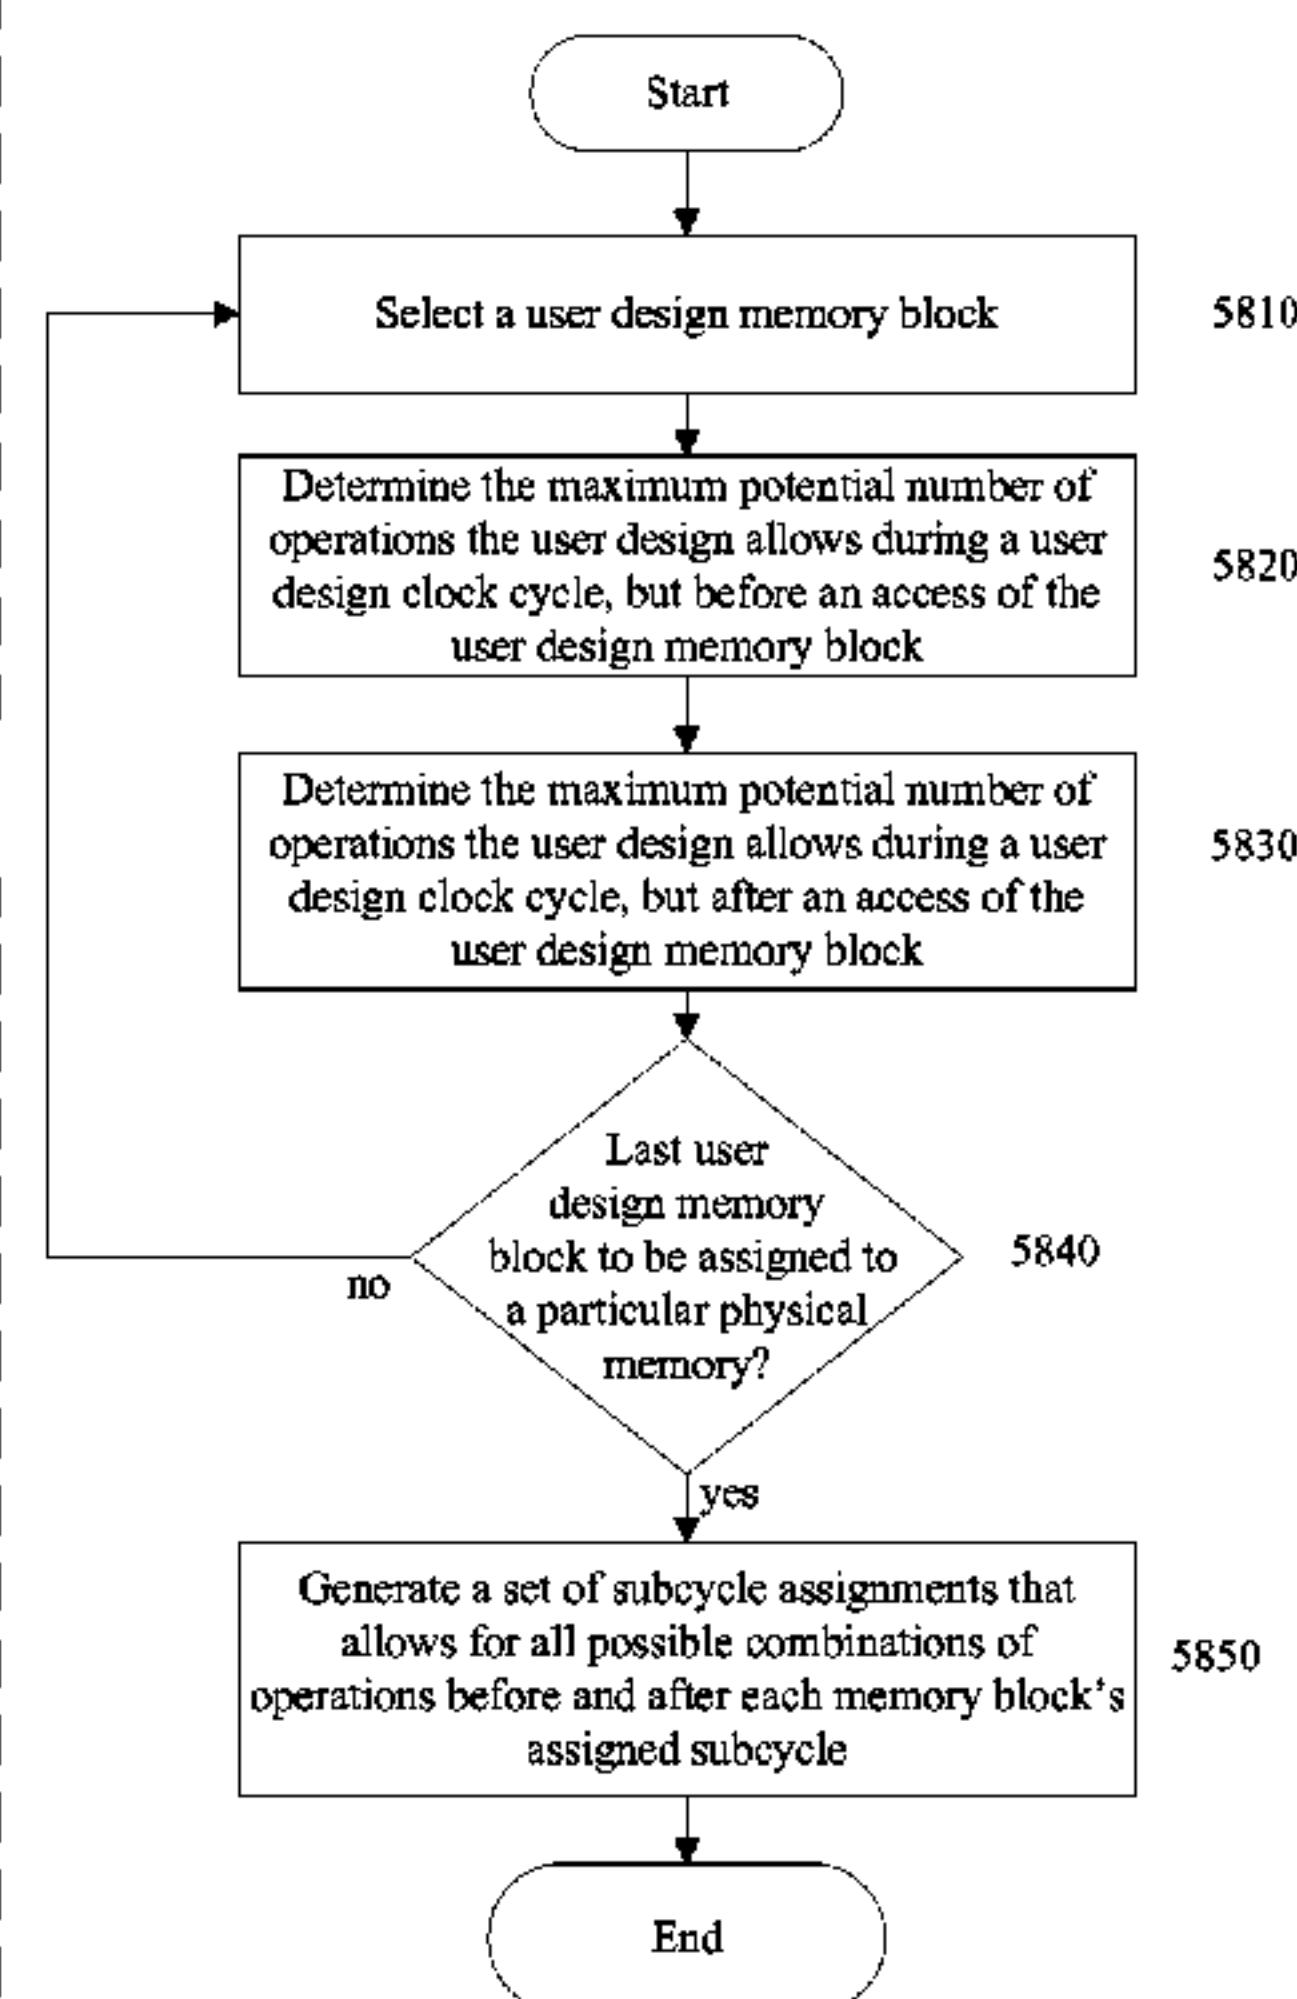 Start
Select a user design memory block
5810
Determine the maximum potential number of
operations the user design allows during a user
design clock cycle, but before an access of the
user design memory block
5820
Determine the maximum potential number of
operations the user design allows during a user
design clock cycle, but after an access of the
user design memory block
5830
Last user
design memory
block to be assigned to
a particular physical
memory?
5840
no
yes
Generate a set of subcycle assignments that
allows for all possible combinations of
operations before and after each memory block's
assigned subcycle
5850
End